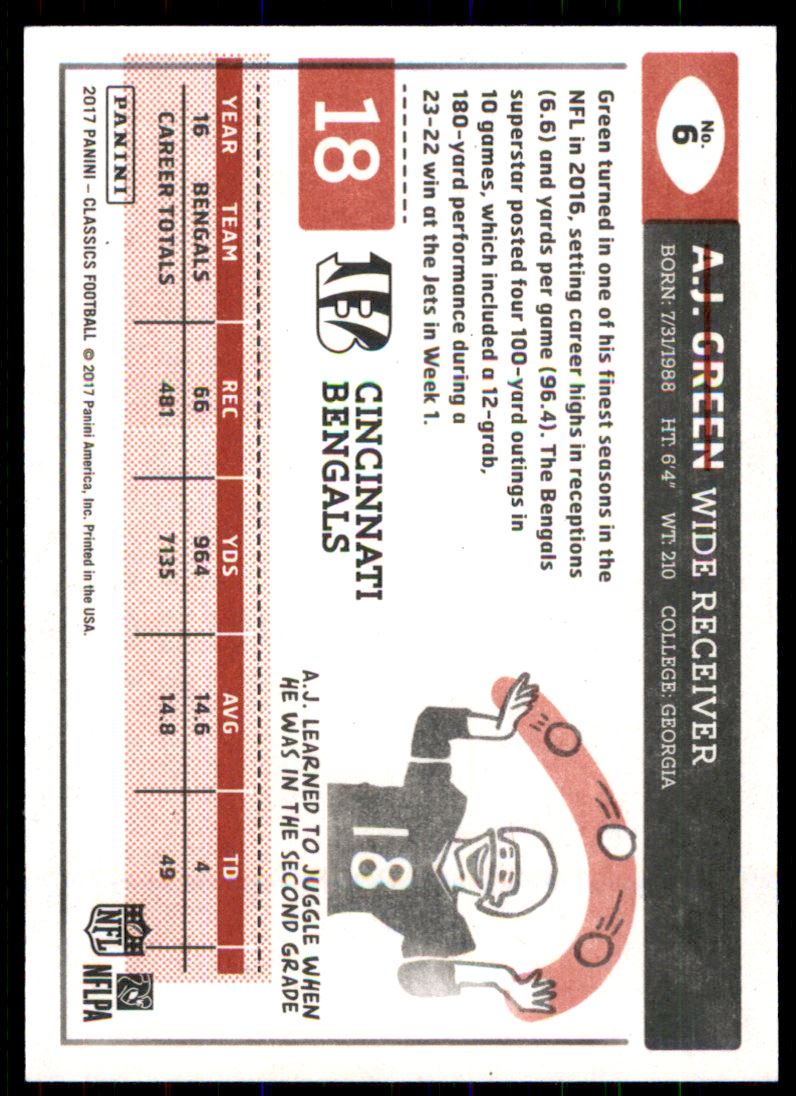 No.
6
A.J. GREEN WIDE RECEIVER
BORN: 7/31/1988 HT: 6'4" WT: 210 COLLEGE: GEORGIA
Green turned in one of his finest seasons in the
NFL in 2016, setting career highs in receptions
(6.6) and yards per game (96.4). The Bengals
superstar posted four 100-yard outings in
10 games, which included a 12-grab,
180-yard performance during a
23-22 win at the Jets in Week 1.
18
B
CINCINNATI
BENGALS
18
A.J. LEARNED TO JUGGLE WHEN
HE WAS IN THE SECOND GRADE
YEAR TEAM REC YDS AVG TD
16 BENGALS 66 964 14.6 4
CAREER TOTALS 481 7135 14.8 49
PANINI
NFL
NFLPA
2017 PANINI – CLASSICS FOOTBALL © 2017 Panini America, Inc. Printed in the USA.